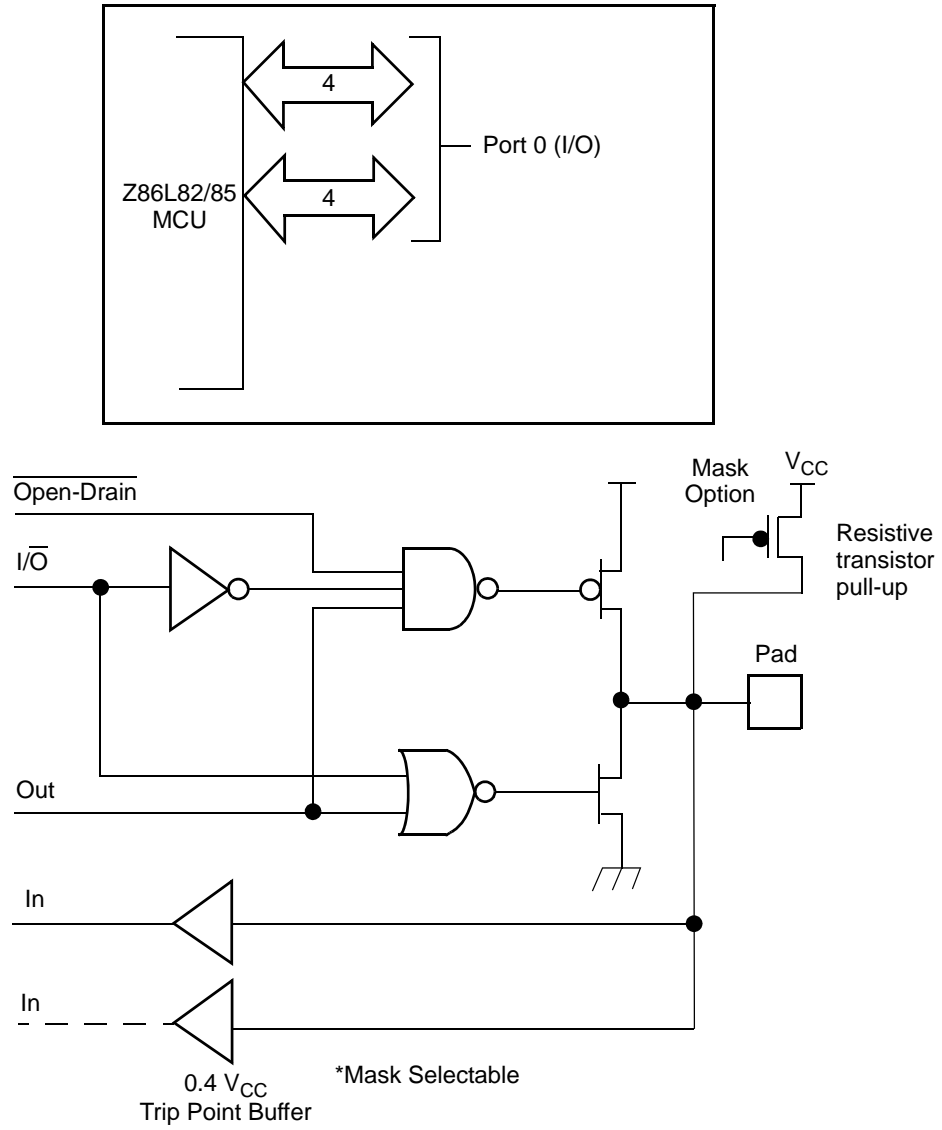 4
Port 0 (I/O)
4
Z86L82/85
MCU
Open-Drain
I/O
Mask
Option
VCC
Resistive
transistor
pull-up
Pad
Out
In
In
0.4 VCC
Trip Point Buffer
*Mask Selectable